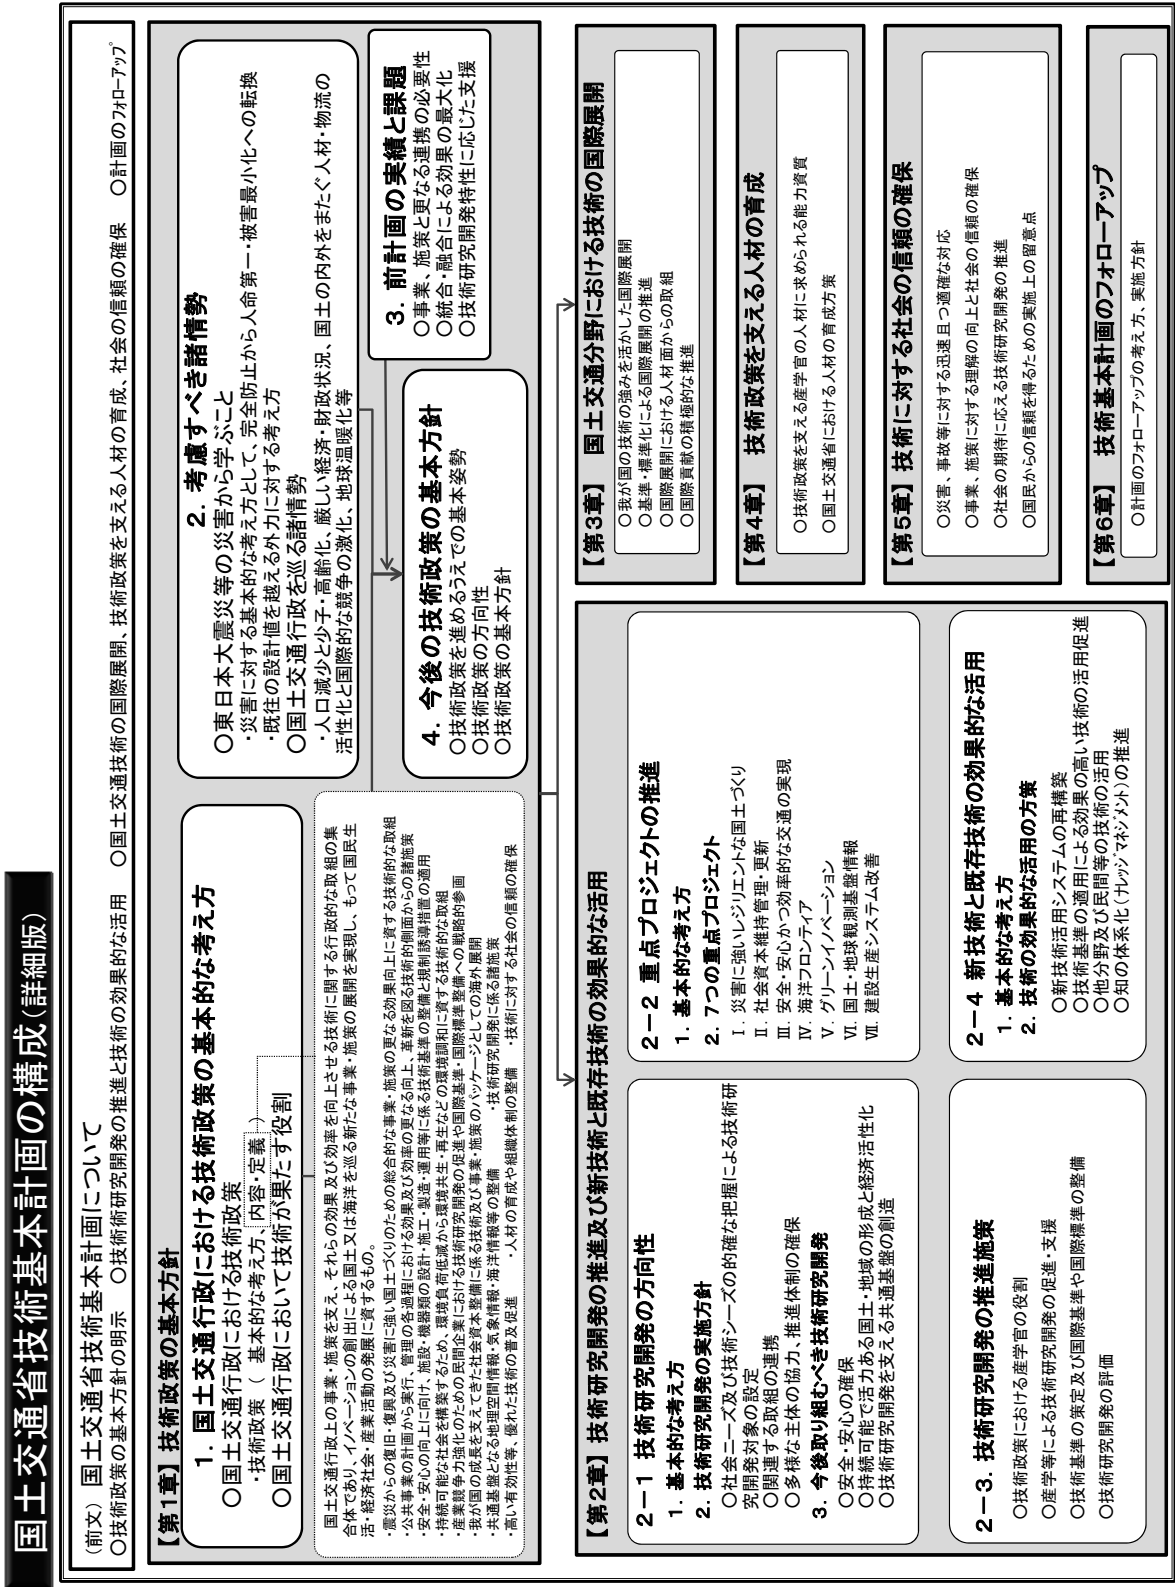 国土交通省技術基本計画の構成(詳細版)
(前文) 国土交通省技術基本計画について
○技術政策の基本方針の明示 ○技術研究開発の推進と技術の効果的な活用 ○国土交通技術の国際展開、技術政策を支える人材の育成、社会の信頼の確保 ○計画のフォローアップ
【第1章】技術政策の基本方針
1. 国土交通行政における技術政策の基本的な考え方
○国土交通行政における技術政策
・技術政策( 基本的な考え方、内容・定義 )
○国土交通行政において技術が果たす役割
国土交通行政上の事業・施策を支え、それらの効果及び効率を向上させる技術に関する行政的な取組の集
合体であり、イノベーションの創出による国土又は海洋を巡る新たな事業・施策の展開を実現し、もって国民生
活・経済社会・産業活動の発展に資するもの。
・震災からの復旧・復興及び災害に強い国土づくりのための総合的な事業・施策の更なる効果向上に資する技術的な取組
・公共事業の計画から実行、管理の各過程における効果及び効率の更なる向上、革新を図る技術的側面からの諸施策
・安全・安心の向上に向け、施設・機器類の設計・施工・製造・運用等に係る技術基準の整備と規制誘導措置の適用
・持続可能な社会を構築するため、環境負荷低減から環境共生・再生などの環境調和に資する技術的な取組
・産業競争力強化のための民間企業における技術研究開発の促進や国際基準・国際標準整備への戦略的参画
・我が国の成長を支えてきた社会資本整備に係る技術及び事業・施策のパッケージとしての海外展開
・共通基盤となる地理空間情報・気象情報・海洋情報等の整備 ・技術研究開発に係る諸施策
・高い有効性等、優れた技術の普及促進 ・人材の育成や組織体制の整備 ・技術に対する社会の信頼の確保
2. 考慮すべき諸情勢
○東日本大震災等の災害から学ぶこと
・災害に対する基本的な考え方として、完全防止から人命第一・被害最小化への転換
・既往の設計値を越える外力に対する考え方
○国土交通行政を巡る諸情勢
・人口減少と少子・高齢化、厳しい経済・財政状況、国土の内外をまたぐ人材・物流の
活性化と国際的な競争の激化、地球温暖化等
3. 前計画の実績と課題
○事業、施策と更なる連携の必要性
○統合・融合による効果の最大化
○技術研究開発特性に応じた支援
4. 今後の技術政策の基本方針
○技術政策を進めるうえでの基本姿勢
○技術政策の方向性
○技術政策の基本方針
【第2章】技術研究開発の推進及び新技術と既存技術の効果的な活用
2-1 技術研究開発の方向性
1. 基本的な考え方
2. 技術研究開発の実施方針
○社会ニーズ及び技術シーズの的確な把握による技術研
究開発対象の設定
○関連する取組の連携
○多様な主体の協力、推進体制の確保
3. 今後取り組むべき技術研究開発
○安全・安心の確保
○持続可能で活力ある国土・地域の形成と経済活性化
○技術研究開発を支える共通基盤の創造
2-2 重点プロジェクトの推進
1. 基本的な考え方
2. 7つの重点プロジェクト
Ⅰ. 災害に強いレジリエントな国土づくり
Ⅱ. 社会資本維持管理・更新
Ⅲ. 安全・安心かつ効率的な交通の実現
Ⅳ. 海洋フロンティア
Ⅴ. グリーンイノベーション
Ⅵ. 国土・地球観測基盤情報
Ⅶ. 建設生産システム改善
2-3. 技術研究開発の推進施策
○技術政策における産学官の役割
○産学等による技術研究開発の促進・支援
○技術基準の策定及び国際基準や国際標準の整備
○技術研究開発の評価
2-4 新技術と既存技術の効果的な活用
1. 基本的な考え方
2. 技術の効果的な活用の方策
○新技術活用システムの再構築
○技術基準の適用による効果の高い技術の活用促進
○他分野及び民間等の技術の活用
○知の体系化(ナレッジマネジメント)の推進
【第3章】 国土交通分野における技術の国際展開
○我が国の技術の強みを活かした国際展開
○基準・標準化による国際展開の推進
○国際展開における人材面からの取組
○国際貢献の積極的な推進
【第4章】 技術政策を支える人材の育成
○技術政策を支える産学官の人材に求められる能力資質
○国土交通省における人材の育成方策
【第5章】技術に対する社会の信頼の確保
○災害、事故等に対する迅速且つ適確な対応
○事業、施策に対する理解の向上と社会の信頼の確保
○社会の期待に応える技術研究開発の推進
○国民からの信頼を得るための実施上の留意点
【第6章】 技術基本計画のフォローアップ
○計画のフォローアップの考え方、実施方針